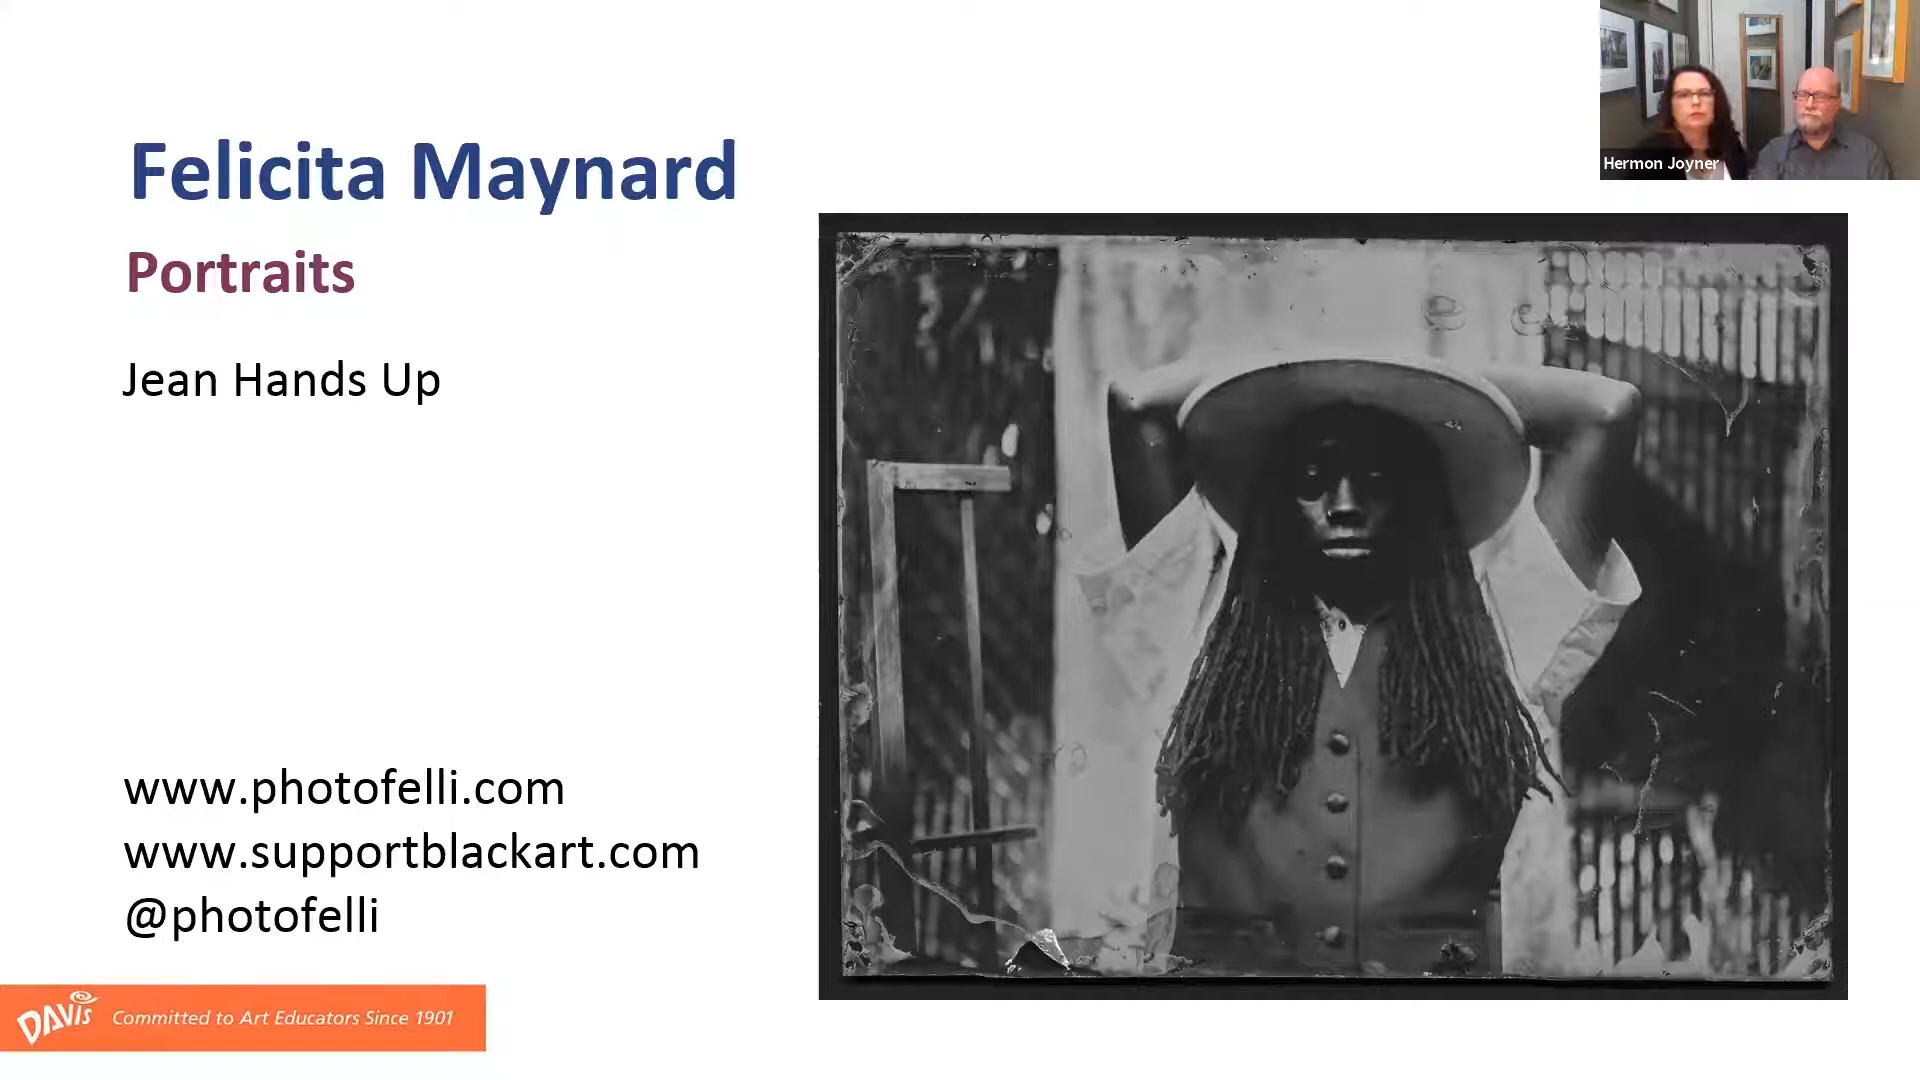 Felicita Maynard
Portraits
Jean Hands Up
www.photofelli.com
www.supportblackart.com
@photofelli
DAVIS
Committed to Art Educators Since 1901
Hermon Joyner